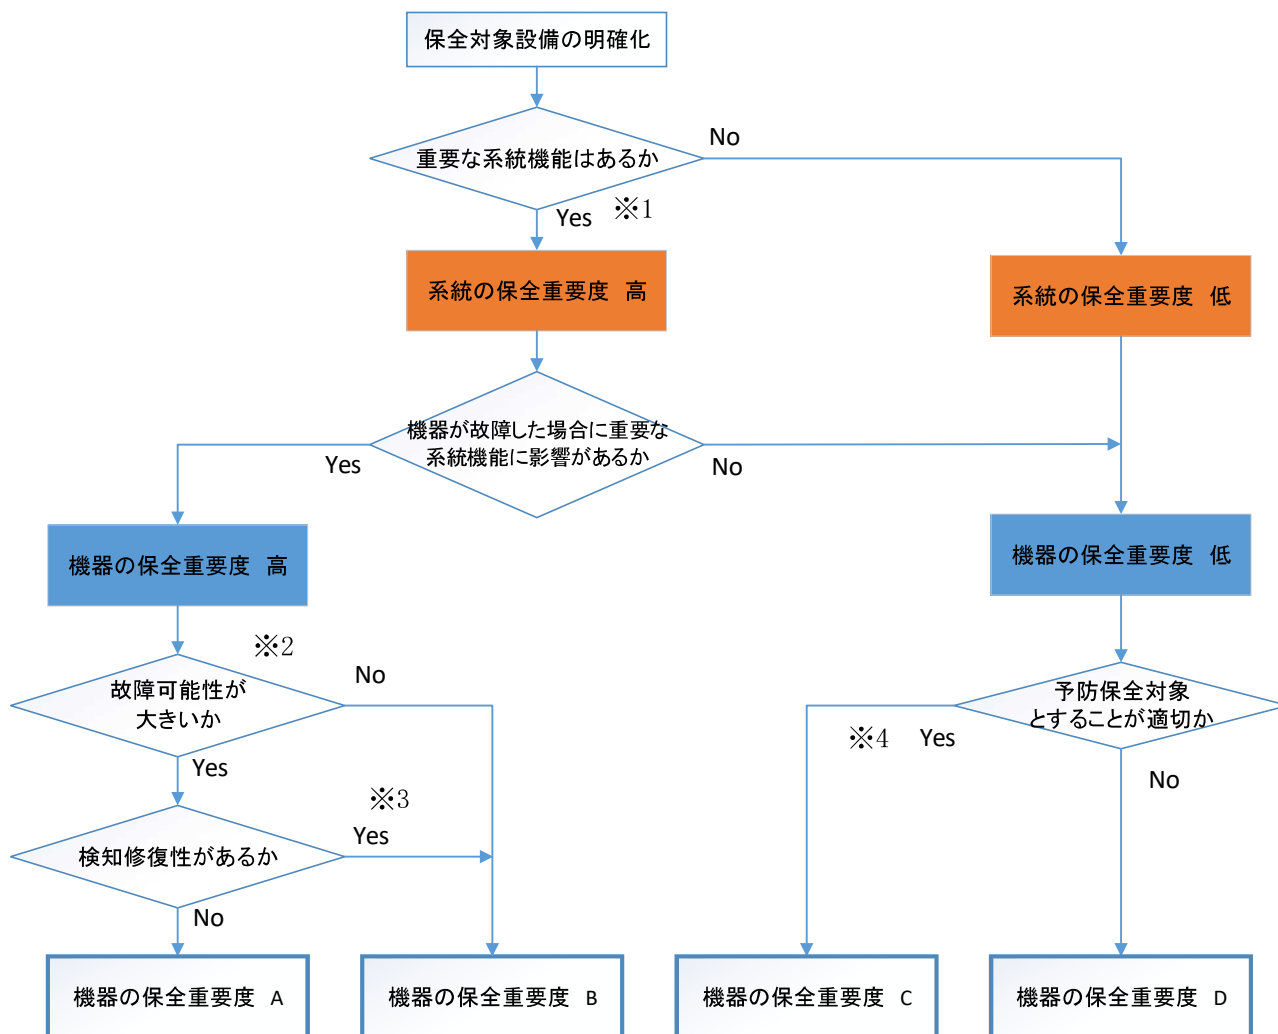 保全対象設備の明確化
重要な系統機能はあるか
No
Yes ※1
系統の保全重要度 高
系統の保全重要度 低
機器が故障した場合に重要な
系統機能に影響があるか
Yes
No
機器の保全重要度 高
機器の保全重要度 低
※2
故障可能性が
大きいか
No
Yes
予防保全対象
とすることが適切か
※4 Yes
No
※3
検知修復性があるか
Yes
No
機器の保全重要度 A
機器の保全重要度 B
機器の保全重要度 C
機器の保全重要度 D